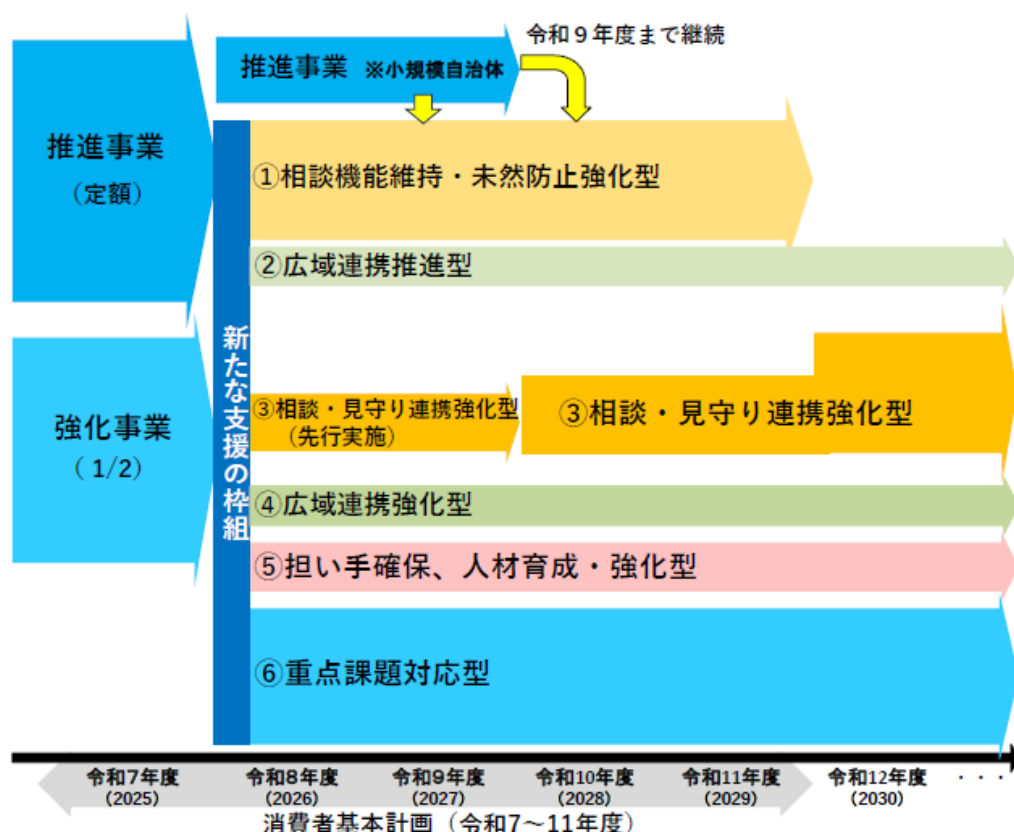 令和９年度まで継続
推進事業 ※小規模自治体
推進事業
（定額）
①相談機能維持・未然防止強化型
②広域連携推進型
新たな支援の枠組
強化事業
（ 1/2）
③相談・見守り連携強化型
（先行実施）
③相談・見守り連携強化型
④広域連携強化型
⑤担い手確保、人材育成・強化型
⑥重点課題対応型
令和７年度 令和８年度 令和９年度 令和10年度 令和11年度 令和12年度 ・・・
(2025) (2026) (2027) (2028) (2029) (2030)
消費者基本計画（令和7～11年度）